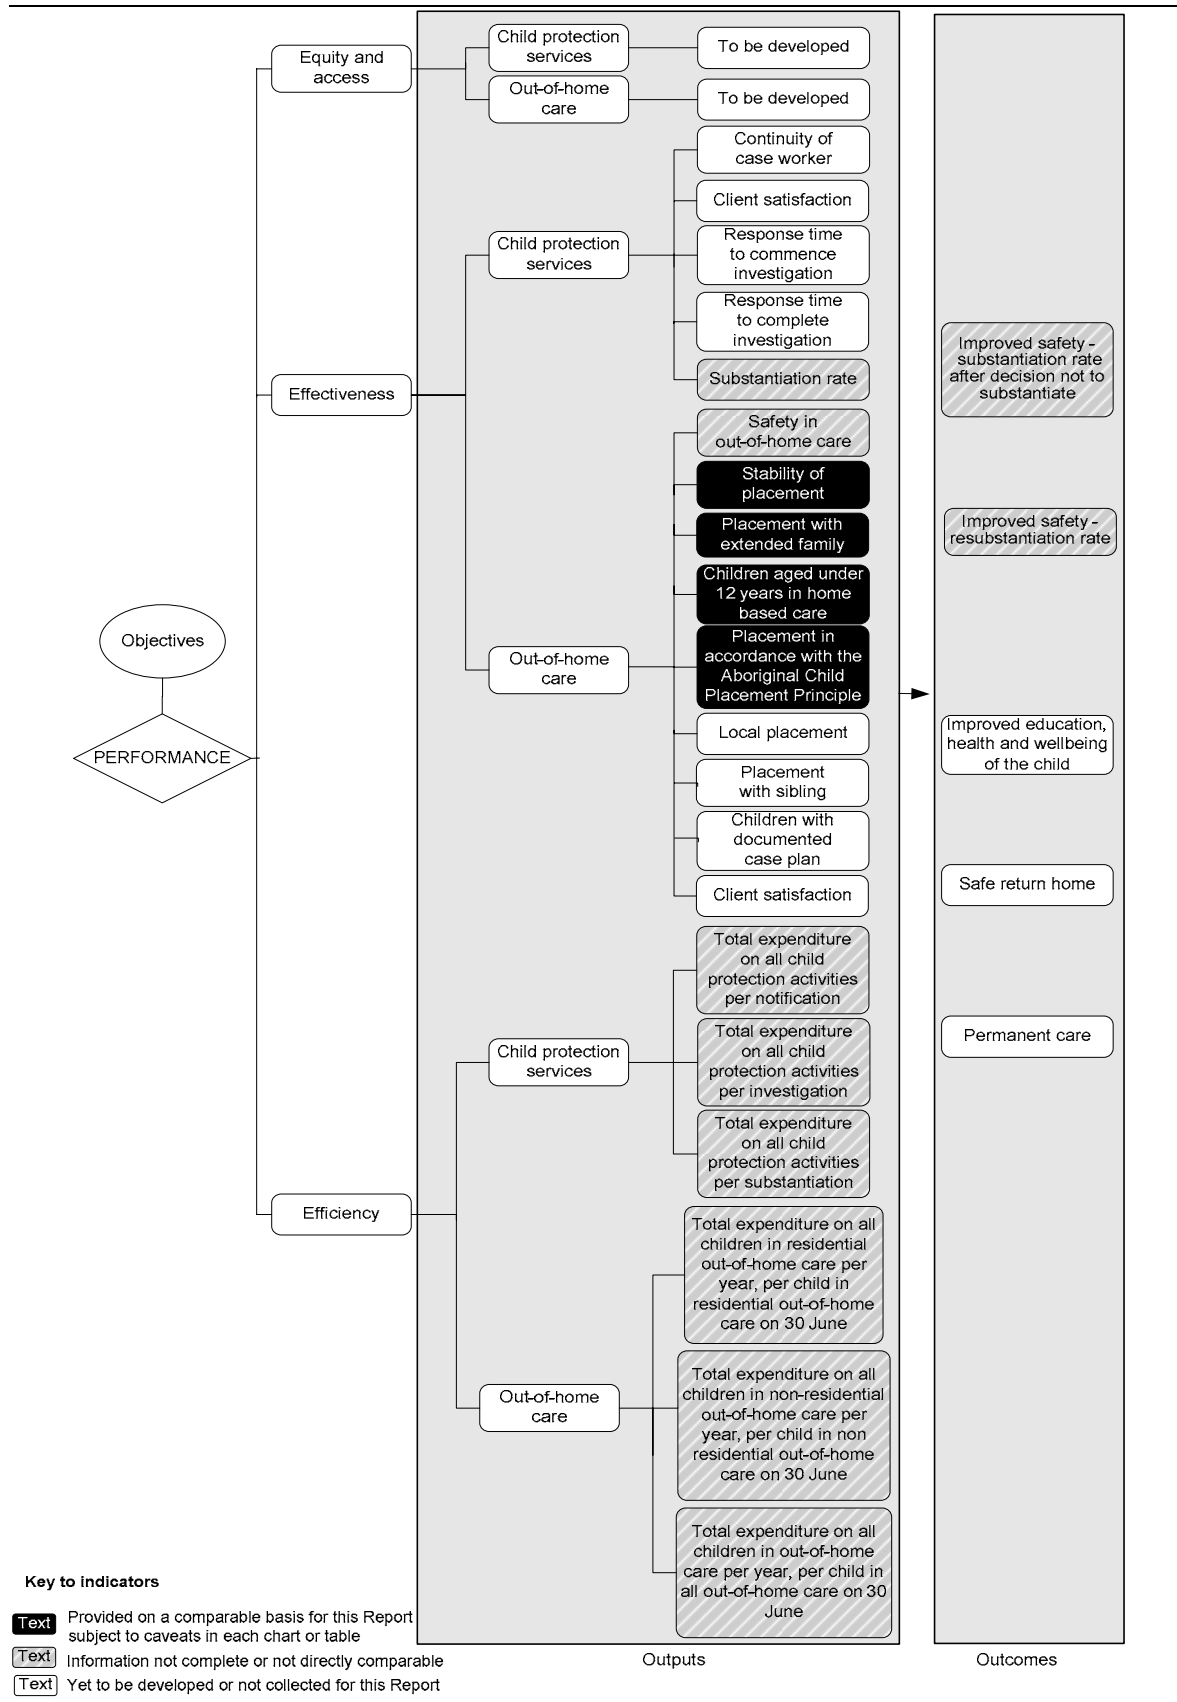 Equity and
access
Child protection
services
To be developed
Out-of-home
care
To be developed
Effectiveness
Child protection
services
Continuity of
case worker
Client satisfaction
Response time
to commence
investigation
Response time
to complete
investigation
Substantiation rate
Out-of-home
care
Safety in
out-of-home care
Stability of
placement
Placement with
extended family
Children aged under
12 years in home
based care
Placement in
accordance with the
Aboriginal Child
Placement Principle
Local placement
Placement
with sibling
Children with
documented
case plan
Client satisfaction
Objectives
PERFORMANCE
Efficiency
Child protection
services
Total expenditure
on all child
protection activities
per notification
Total expenditure
on all child
protection activities
per investigation
Total expenditure
on all child
protection activities
per substantiation
Out-of-home
care
Total expenditure on all
children in residential
out-of-home care per
year, per child in
residential out-of-home
care on 30 June
Total expenditure on all
children in non-residential
out-of-home care per
year, per child in non
residential out-of-home
care on 30 June
Total expenditure on all
children in out-of-home
care per year, per child in
all out-of-home care on 30
June
Improved safety -
substantiation rate
after decision not to
substantiate
Improved safety -
resubstantiation rate
Improved education,
health and wellbeing
of the child
Safe return home
Permanent care
Outputs
Outcomes
Key to indicators
Text
Provided on a comparable basis for this Report
subject to caveats in each chart or table
Text
Information not complete or not directly comparable
Text
Yet to be developed or not collected for this Report